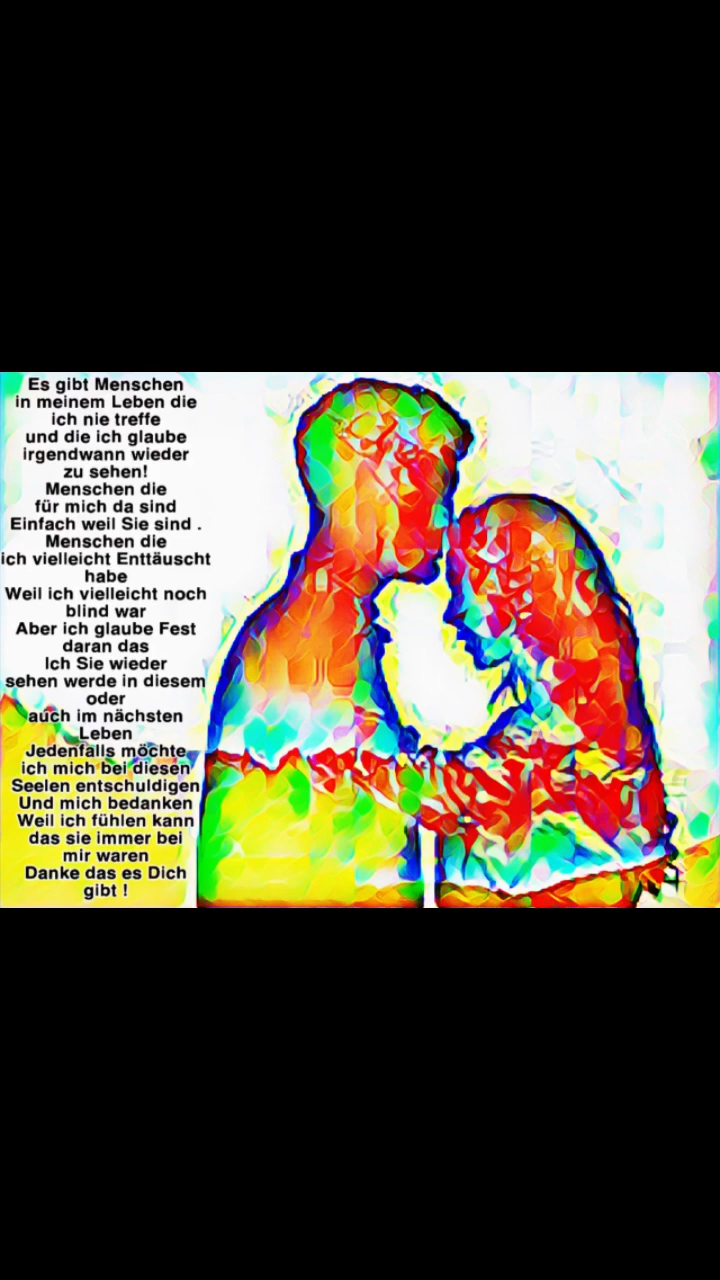 Es gibt Menschen
in meinem Leben die
ich nie treffe
und die ich glaube
irgendwann wieder
zu sehen!
Menschen die
für mich da sind
Einfach weil Sie sind .
Menschen die
ich vielleicht Enttäuscht
habe
Weil ich vielleicht noch
blind war
Aber ich glaube Fest
daran das
Ich Sie wieder
sehen werde in diesem
oder
auch im nächsten
Leben
Jedenfalls möchte
ich mich bei diesen
Seelen entschuldigen
Und mich bedanken
Weil ich fühlen kann
das sie immer bei
mir waren
Danke das es Dich
gibt !